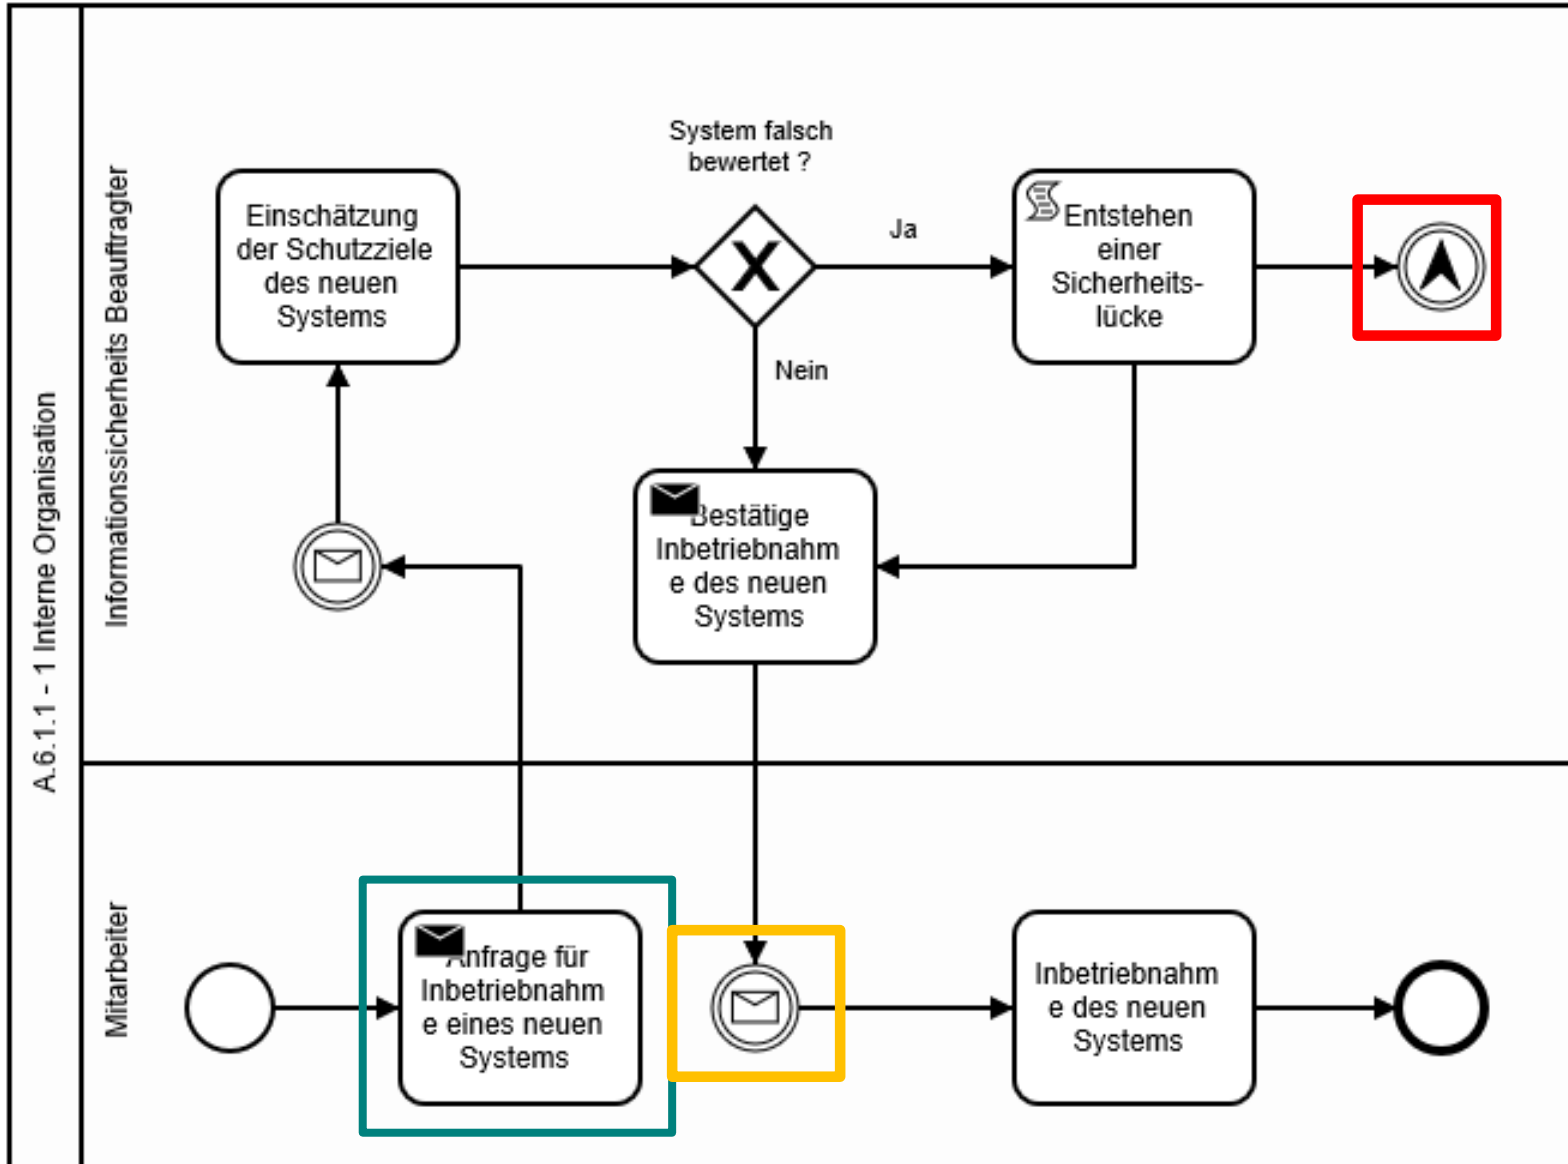 A.6.1.1 - 1 Interne Organisation
Informationssicherheits Beauftragter
Einschätzung
der Schutzziele
des neuen
Systems
System falsch
bewertet ?
Ja
Nein
Entstehen
einer
Sicherheits-
lücke
Bestätige
Inbetriebnahm
e des neuen
Systems
Mitarbeiter
Anfrage für
Inbetriebnahm
e eines neuen
Systems
Inbetriebnahm
e des neuen
Systems